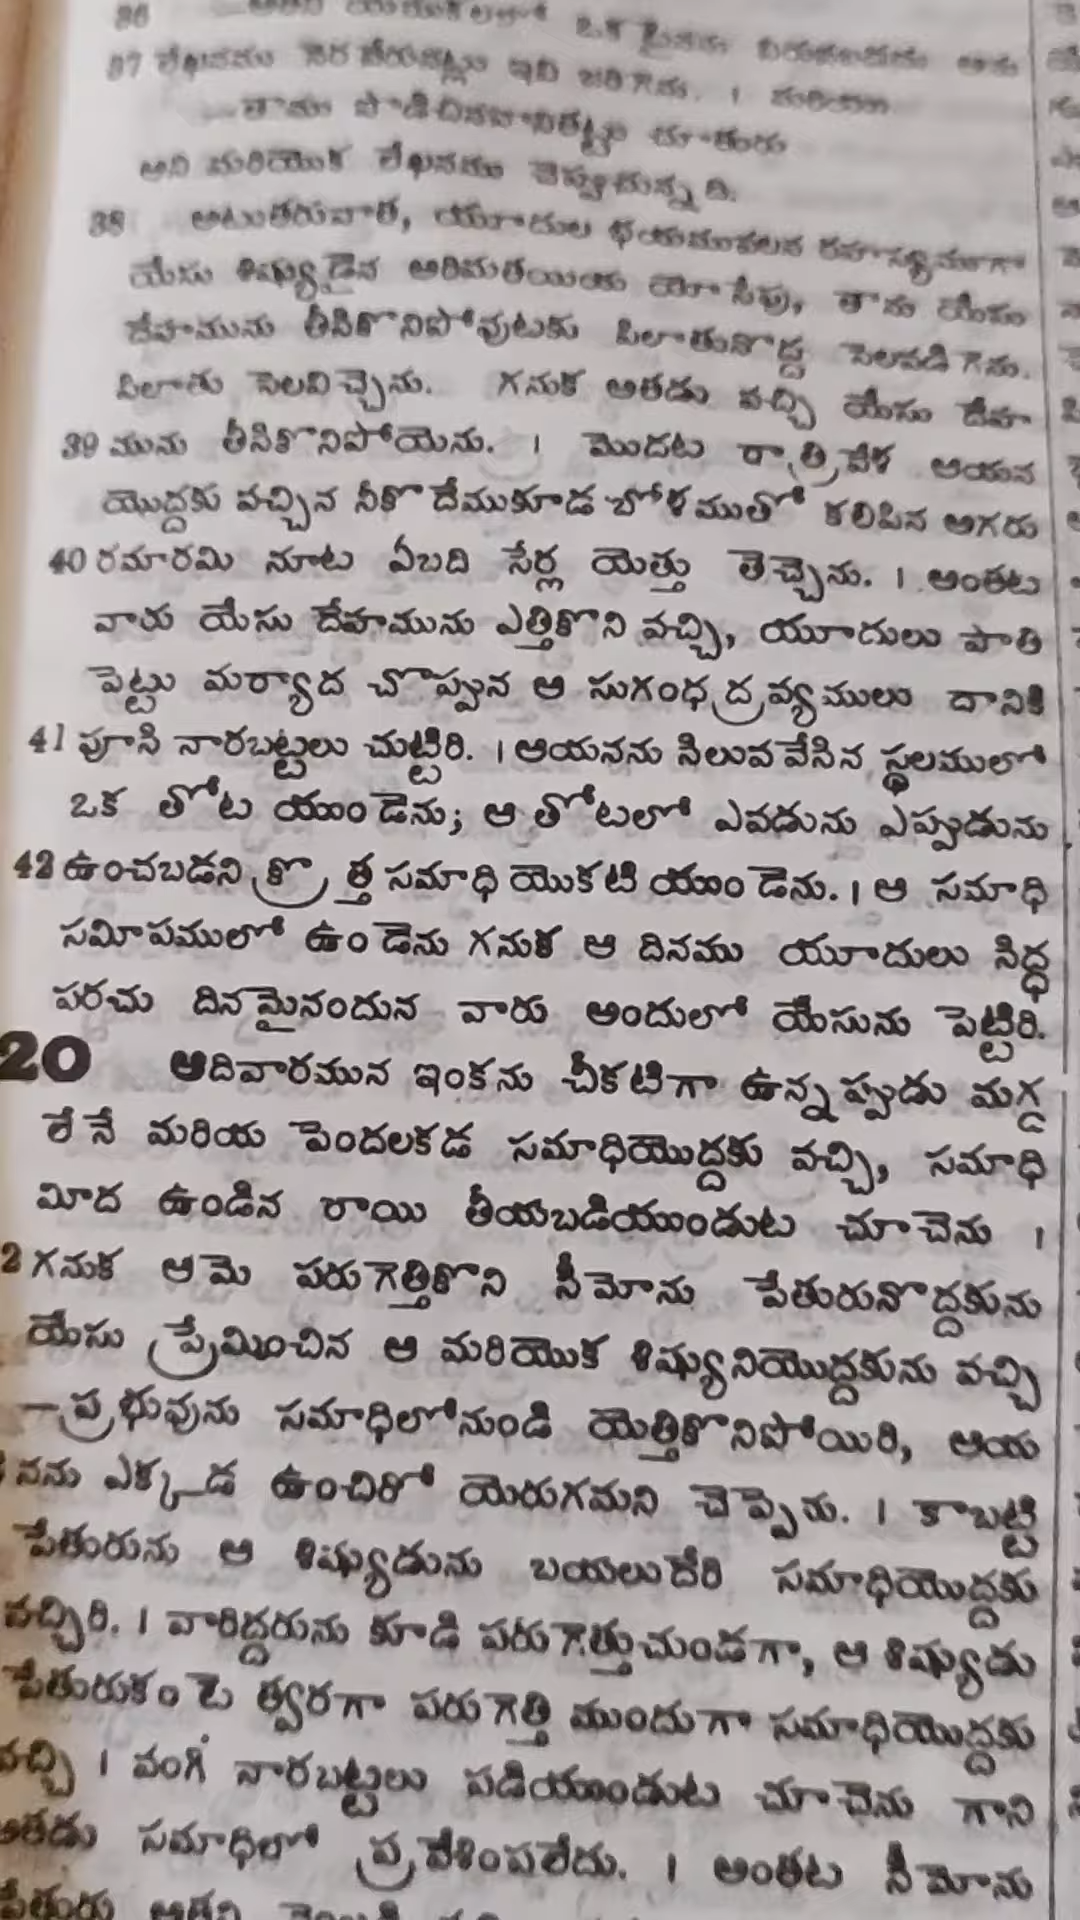 36
37 లేఖనము నెరవేరునట్లు ఇవి జరిగెను. । మరియు
—తాము పొడిచినవానితట్టు చూతురు
అని మరియొక లేఖనము చెప్పుచున్నది.
38 అటుతరువాత, యూదుల భయమువలన రహస్యముగా
యేసు శిష్యుడైన అరిమతయియ యోసేపు, తాను యేసు
దేహమును తీసికొనిపోవుటకు పిలాతునొద్ద సెలవడిగెను.
పిలాతు సెలవిచ్చెను. గనుక అతడు వచ్చి యేసు దేహ
39 మును తీసికొనిపోయెను. । మొదట రాత్రివేళ ఆయన
యొద్దకు వచ్చిన నీకొదేముకూడ బోళముతో కలిపిన అగరు
40 రమారమి నూట ఏబది సేర్ల యెత్తు తెచ్చెను. । అంతట
వారు యేసు దేహమును ఎత్తికొని వచ్చి, యూదులు పాతి
పెట్టు మర్యాద చొప్పున ఆ సుగంధద్రవ్యములు దానికి
41 పూసి నారబట్టలు చుట్టిరి. । ఆయనను సిలువవేసిన స్థలములో
ఒక తోట యుండెను; ఆ తోటలో ఎవడును ఎప్పుడును
42 ఉంచబడని క్రొత్త సమాధి యొకటి యుండెను. । ఆ సమాధి
సమీపములో ఉండెను గనుక ఆ దినము యూదులు సిద్ధ
పరచు దినమైనందున వారు అందులో యేసును పెట్టిరి.
20 ఆదివారమున ఇంకను చీకటిగా ఉన్నప్పుడు మగ్ద
లేనే మరియ పెందలకడ సమాధియొద్దకు వచ్చి, సమాధి
మీద ఉండిన రాయి తీయబడియుండుట చూచెను ।
2 గనుక ఆమె పరుగెత్తికొని సీమోను పేతురునొద్దకును
యేసు ప్రేమించిన ఆ మరియొక శిష్యునియొద్దకును వచ్చి
—ప్రభువును సమాధిలోనుండి యెత్తికొనిపోయిరి, ఆయ
నను ఎక్కడ ఉంచిరో యెరుగమని చెప్పెను. । కాబట్టి
పేతురును ఆ శిష్యుడును బయలుదేరి సమాధియొద్దకు
వచ్చిరి. । వారిద్దరును కూడి పరుగెత్తుచుండగా, ఆ శిష్యుడు
పేతురుకంటె త్వరగా పరుగెత్తి ముందుగా సమాధియొద్దకు
వచ్చి । వంగి నారబట్టలు పడియుండుట చూచెను గాని
అతడు సమాధిలో ప్రవేశింపలేదు. । అంతట సీమోను
పేతురు